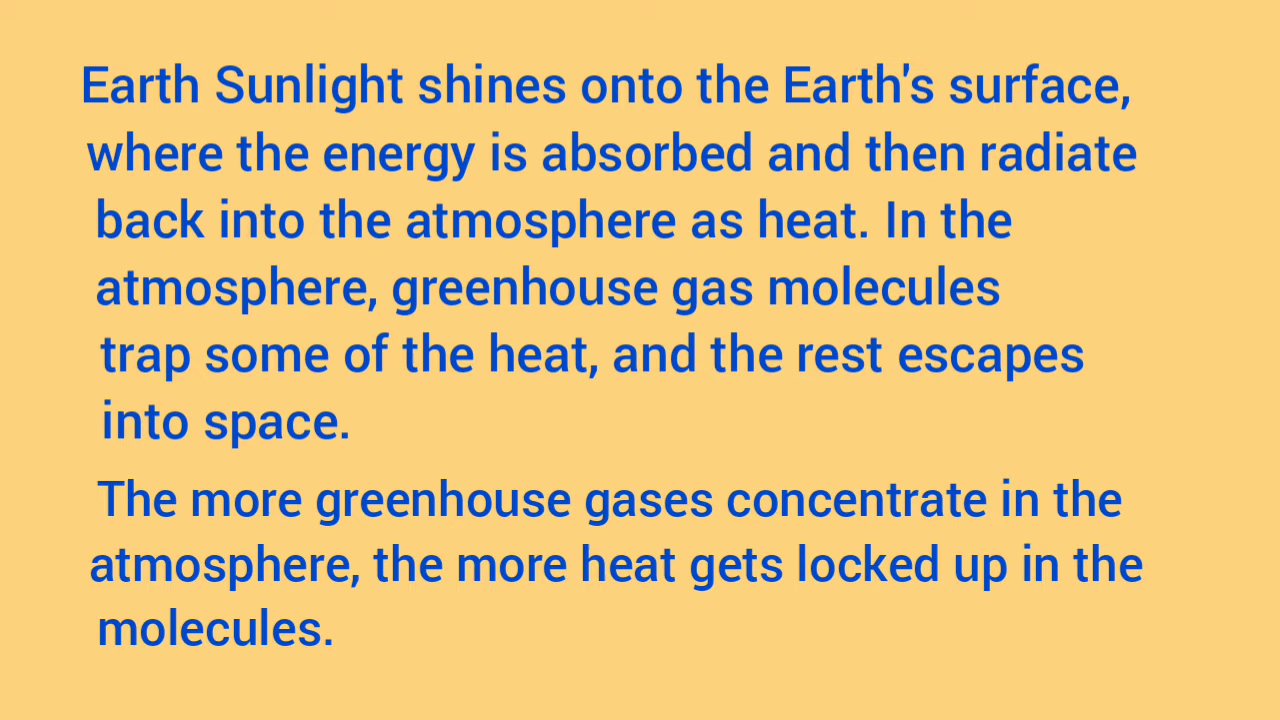 Earth Sunlight shines onto the Earth's surface,
where the energy is absorbed and then radiate
back into the atmosphere as heat. In the
atmosphere, greenhouse gas molecules
trap some of the heat, and the rest escapes
into space.
The more greenhouse gases concentrate in the
atmosphere, the more heat gets locked up in the
molecules.